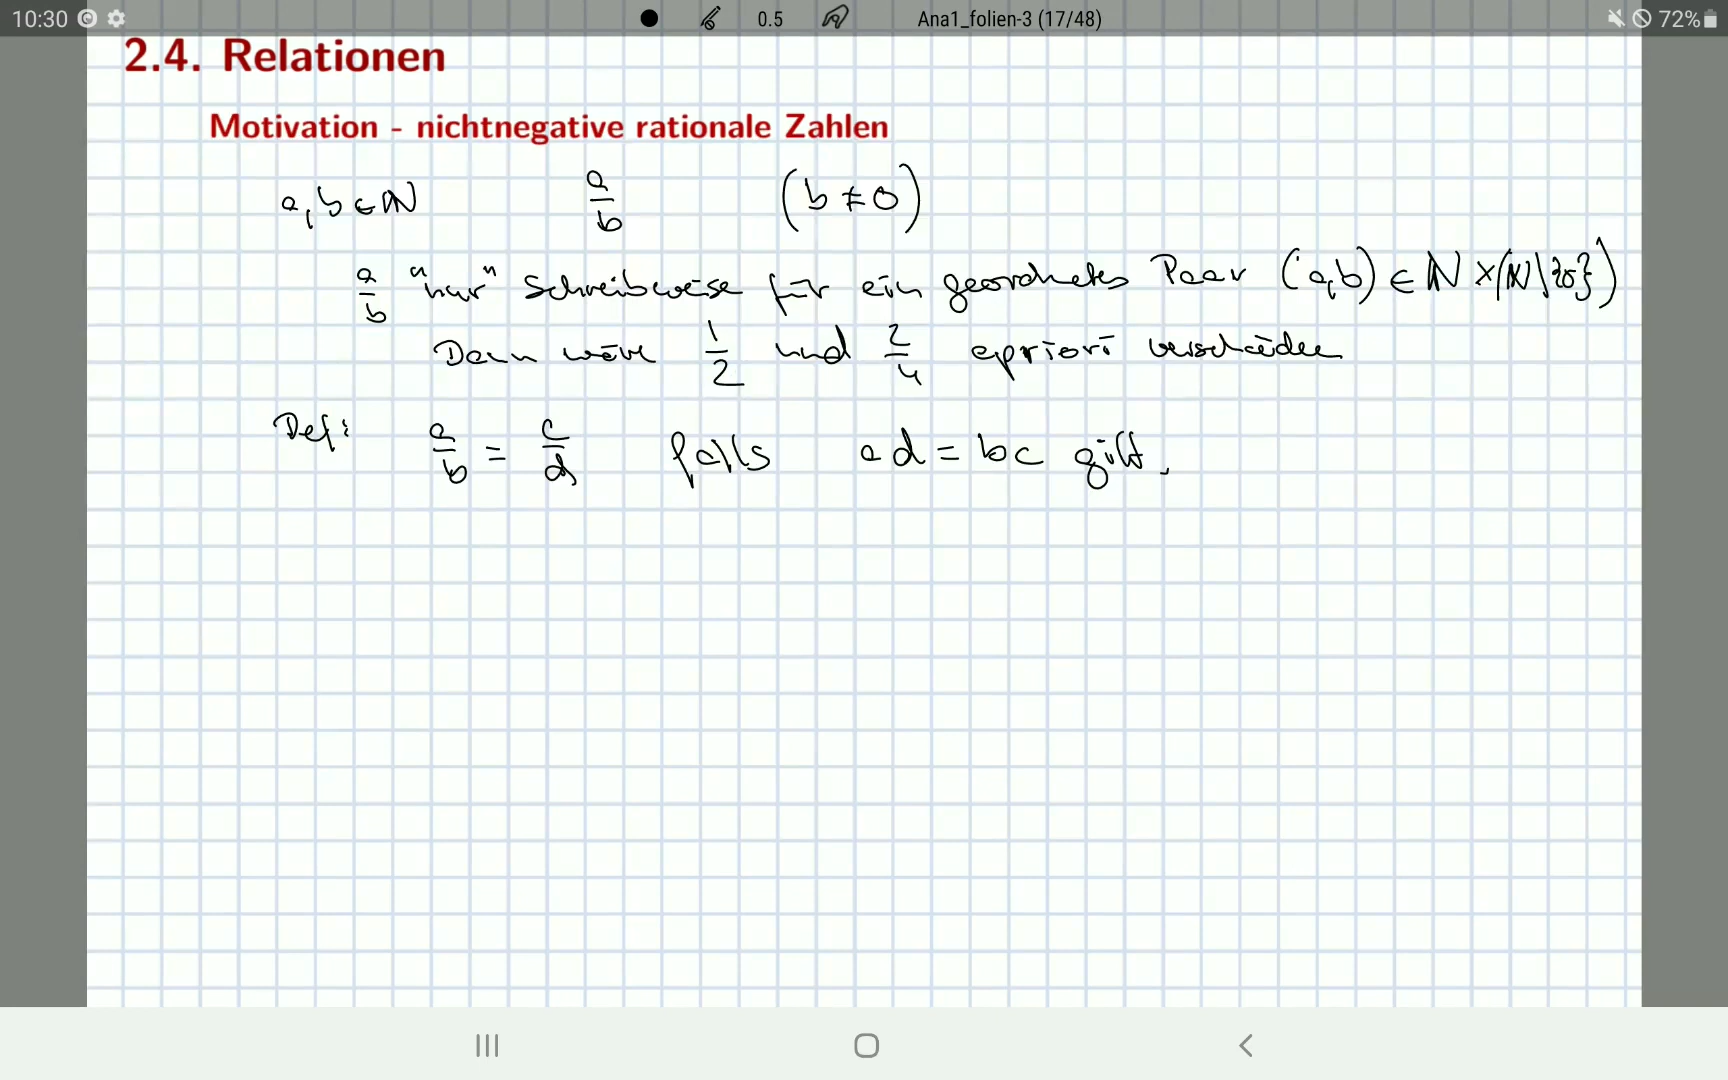 10:30
0.5
Ana1_folien-3 (17/48)
72%
2.4. Relationen
Motivation - nichtnegative rationale Zahlen
a, b ∈ ℕ   a/b   (b ≠ 0)
a/b "nur" Schreibweise für ein geordnetes Paar (a,b) ∈ ℕ × (ℕ\{0})
Dann wäre 1/2 und 2/4 apriori verschieden
Def: a/b = c/d falls ad = bc gilt.